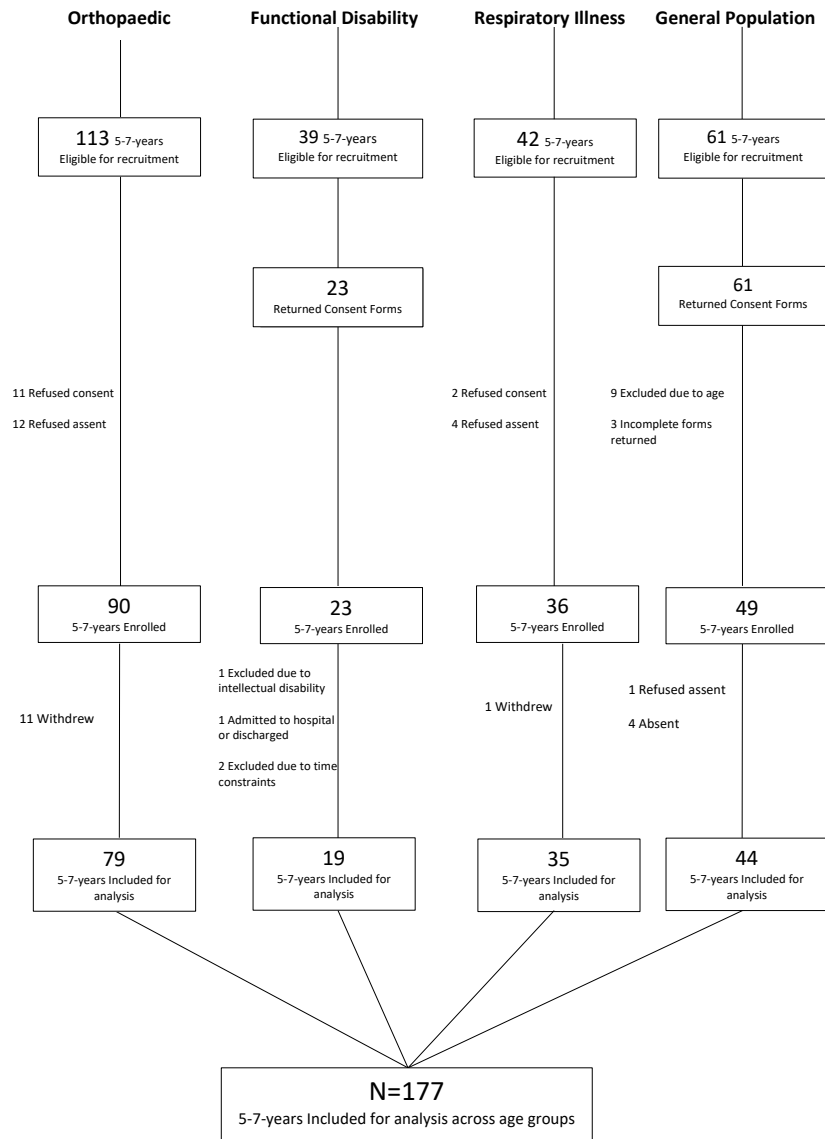 Orthopaedic
Functional Disability
Respiratory Illness
General Population
113 5-7-years
Eligible for recruitment
39 5-7-years
Eligible for recruitment
42 5-7-years
Eligible for recruitment
61 5-7-years
Eligible for recruitment
23
Returned Consent Forms
61
Returned Consent Forms
11 Refused consent
12 Refused assent
2 Refused consent
4 Refused assent
9 Excluded due to age
3 Incomplete forms
returned
90
5-7-years Enrolled
23
5-7-years Enrolled
36
5-7-years Enrolled
49
5-7-years Enrolled
11 Withdrew
1 Excluded due to
intellectual disability
1 Admitted to hospital
or discharged
2 Excluded due to time
constraints
1 Withdrew
1 Refused assent
4 Absent
79
5-7-years Included for
analysis
19
5-7-years Included for
analysis
35
5-7-years Included for
analysis
44
5-7-years Included for
analysis
N=177
5-7-years Included for analysis across age groups